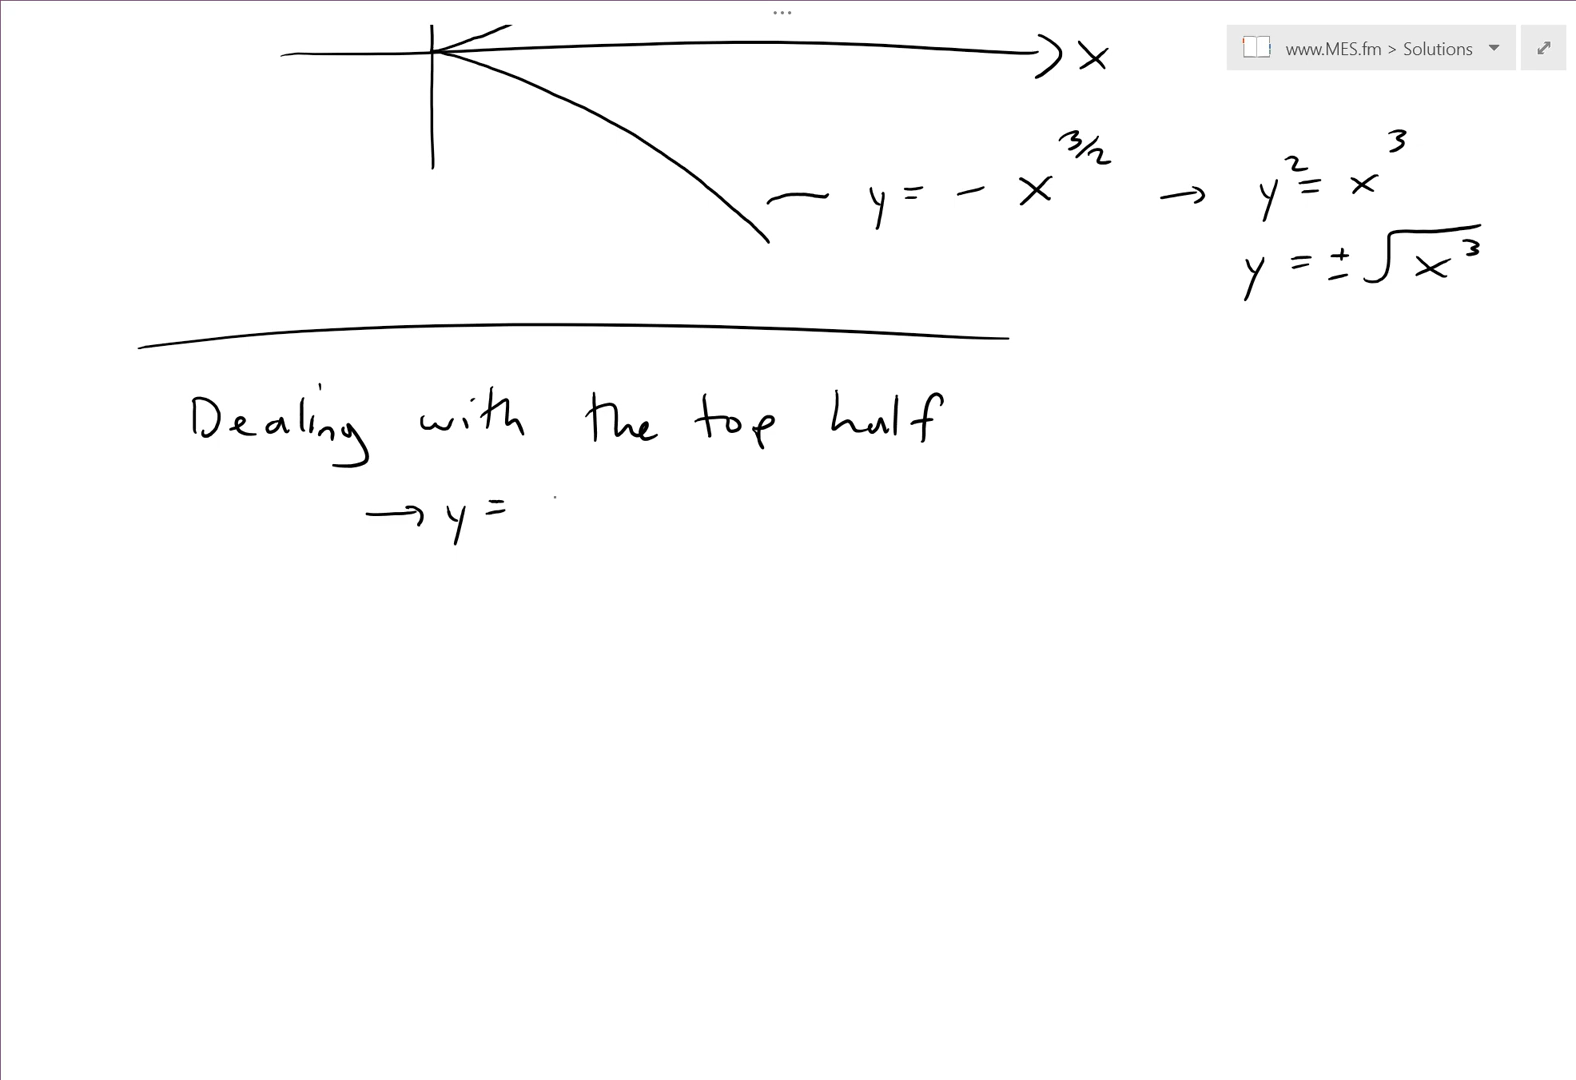 www.MES.fm > Solutions
x
y = - x^{3/2} → y² = x³
y = ± √x³
Dealing with the top half
→ y =